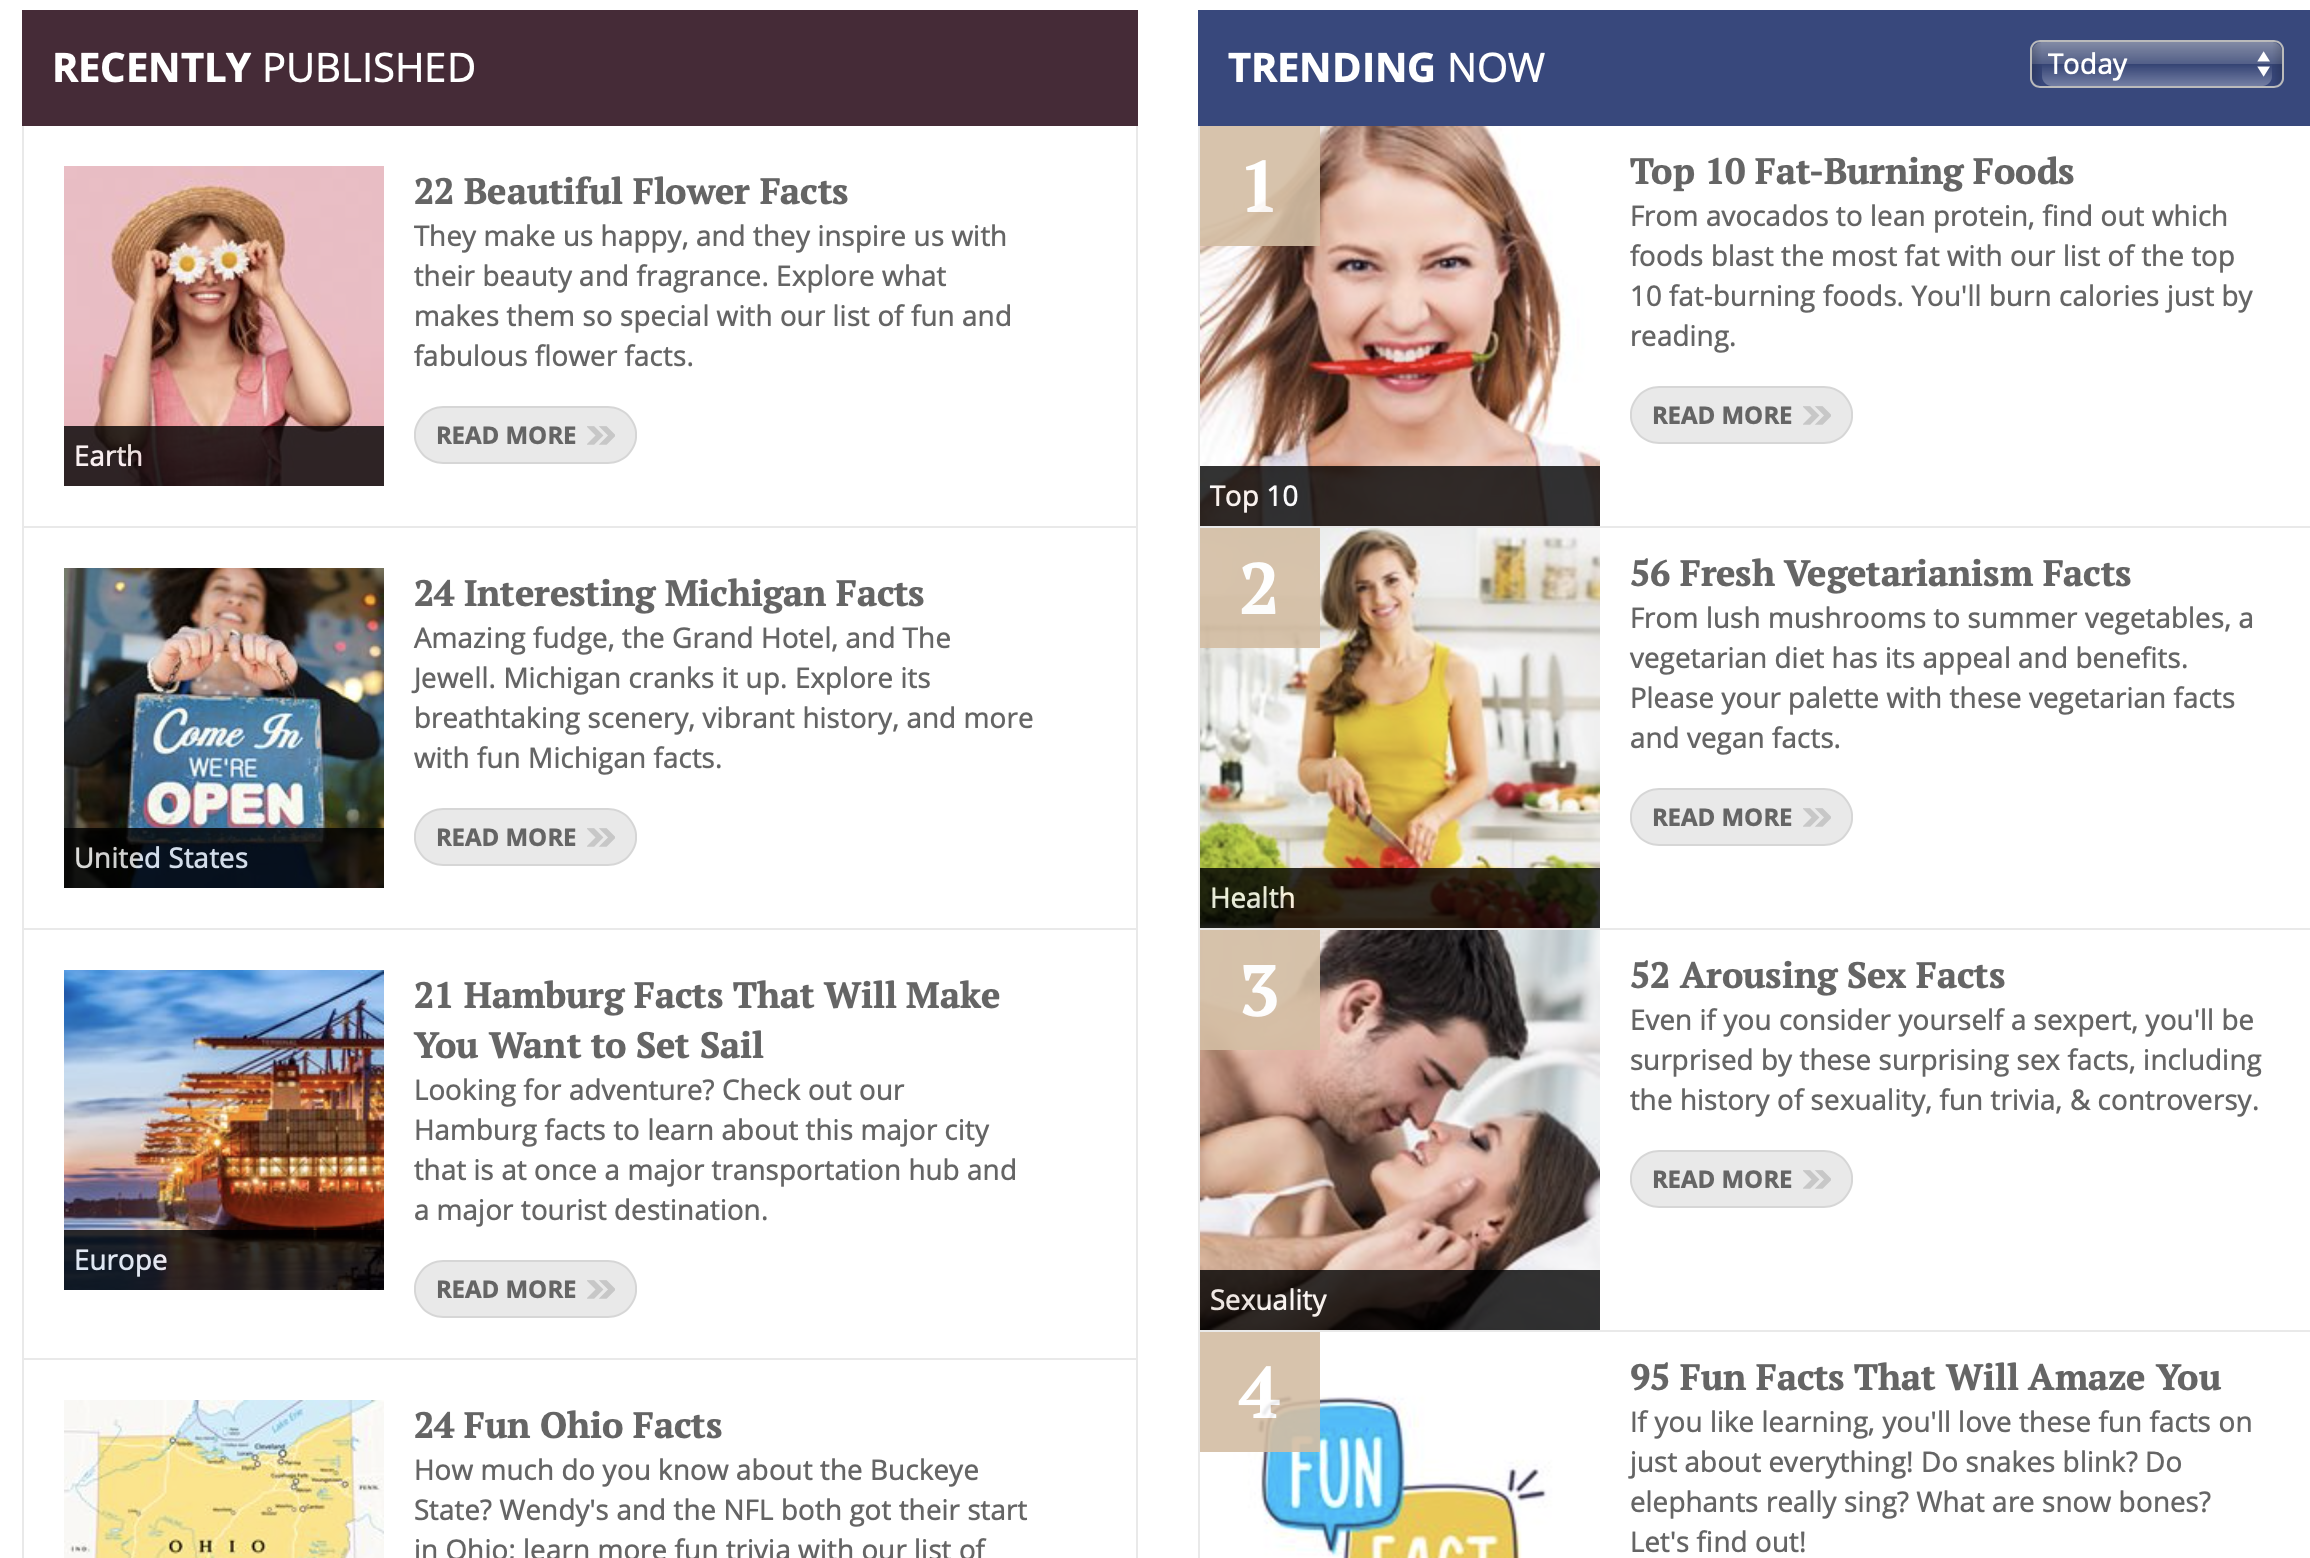 RECENTLY PUBLISHED
22 Beautiful Flower Facts
They make us happy, and they inspire us with
their beauty and fragrance. Explore what
makes them so special with our list of fun and
fabulous flower facts.
READ MORE
Earth
24 Interesting Michigan Facts
Amazing fudge, the Grand Hotel, and The
Jewell. Michigan cranks it up. Explore its
breathtaking scenery, vibrant history, and more
with fun Michigan facts.
Come In
WE'RE
OPEN
READ MORE
United States
21 Hamburg Facts That Will Make
You Want to Set Sail
Looking for adventure? Check out our
Hamburg facts to learn about this major city
that is at once a major transportation hub and
a major tourist destination.
Europe
READ MORE
24 Fun Ohio Facts
How much do you know about the Buckeye
State? Wendy's and the NFL both got their start
in Ohio: learn more fun trivia with our list of
Lake Erie
Cleveland
PENN.
IND.
OHIO
TRENDING NOW
Today
1
Top 10 Fat-Burning Foods
From avocados to lean protein, find out which
foods blast the most fat with our list of the top
10 fat-burning foods. You'll burn calories just by
reading.
READ MORE
Top 10
2
56 Fresh Vegetarianism Facts
From lush mushrooms to summer vegetables, a
vegetarian diet has its appeal and benefits.
Please your palette with these vegetarian facts
and vegan facts.
READ MORE
Health
3
52 Arousing Sex Facts
Even if you consider yourself a sexpert, you'll be
surprised by these surprising sex facts, including
the history of sexuality, fun trivia, & controversy.
READ MORE
Sexuality
4
95 Fun Facts That Will Amaze You
If you like learning, you'll love these fun facts on
just about everything! Do snakes blink? Do
elephants really sing? What are snow bones?
Let's find out!
FUN
FACT